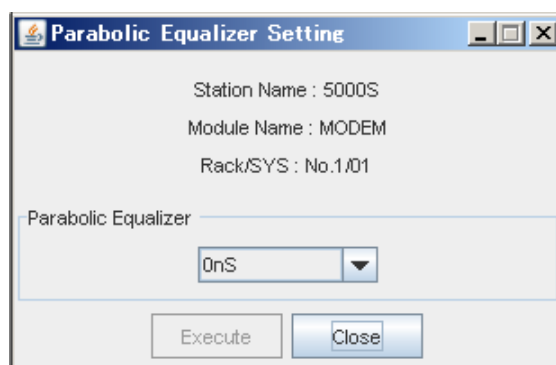 Parabolic Equalizer Setting
Station Name : 5000S
Module Name : MODEM
Rack/SYS : No.1/01
Parabolic Equalizer
0nS
Execute Close